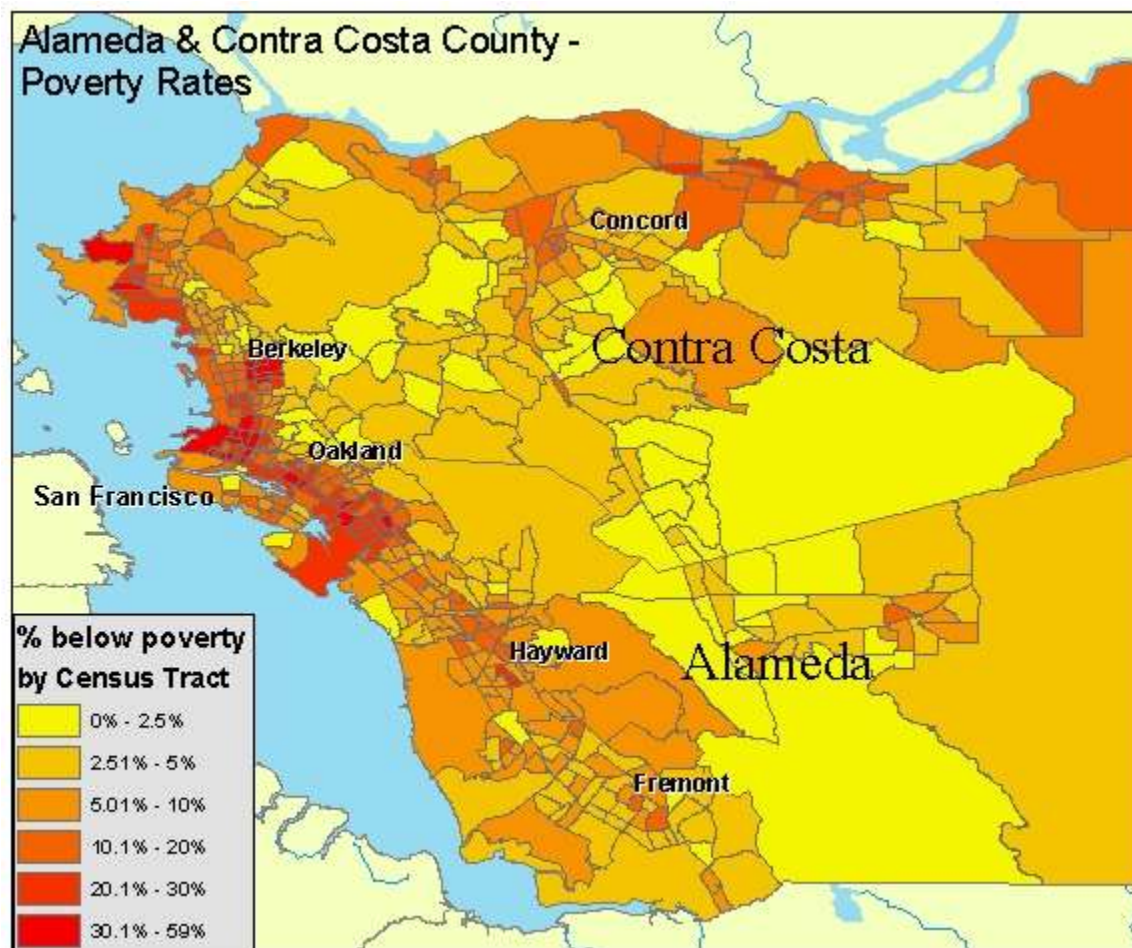 Alameda & Contra Costa County -
Poverty Rates
Concord
Contra Costa
Berkeley
Oakland
San Francisco
Hayward
Alameda
Fremont
% below poverty
by Census Tract
0% - 2.5%
2.51% - 5%
5.01% - 10%
10.1% - 20%
20.1% - 30%
30.1% - 59%